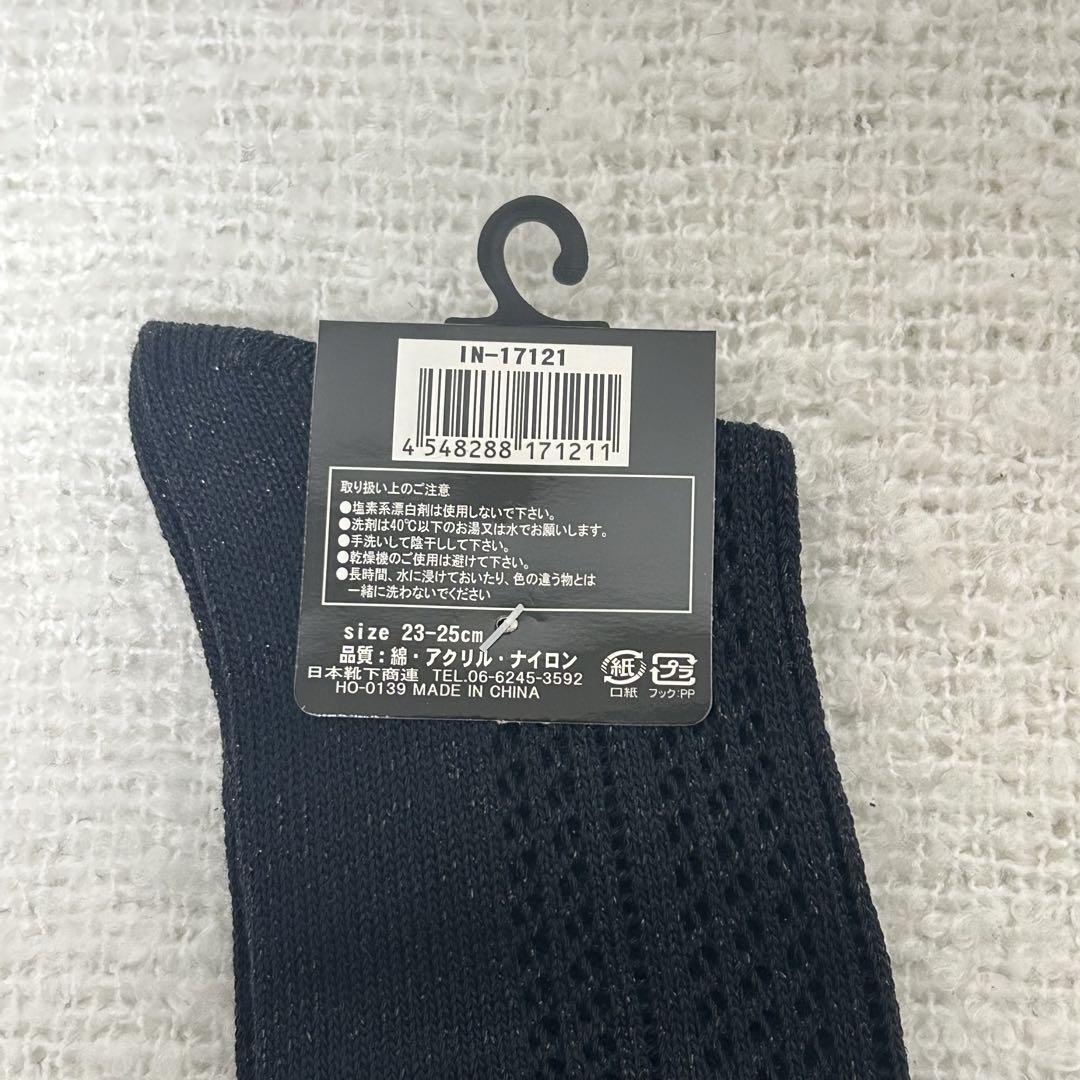 IN-17121
4 548288 171211
取り扱い上のご注意
●塩素系漂白剤は使用しないで下さい。
●洗剤は40℃以下のお湯又は水でお願いします。
●手洗いして陰干しして下さい。
●乾燥機のご使用は避けて下さい。
●長時間、水に浸けておいたり、色の違う物とは
一緒に洗わないでください
size 23-25cm
品質：綿・アクリル・ナイロン
日本靴下商連 TEL.06-6245-3592
HO-0139 MADE IN CHINA
紙
口紙
プラ
フック:PP